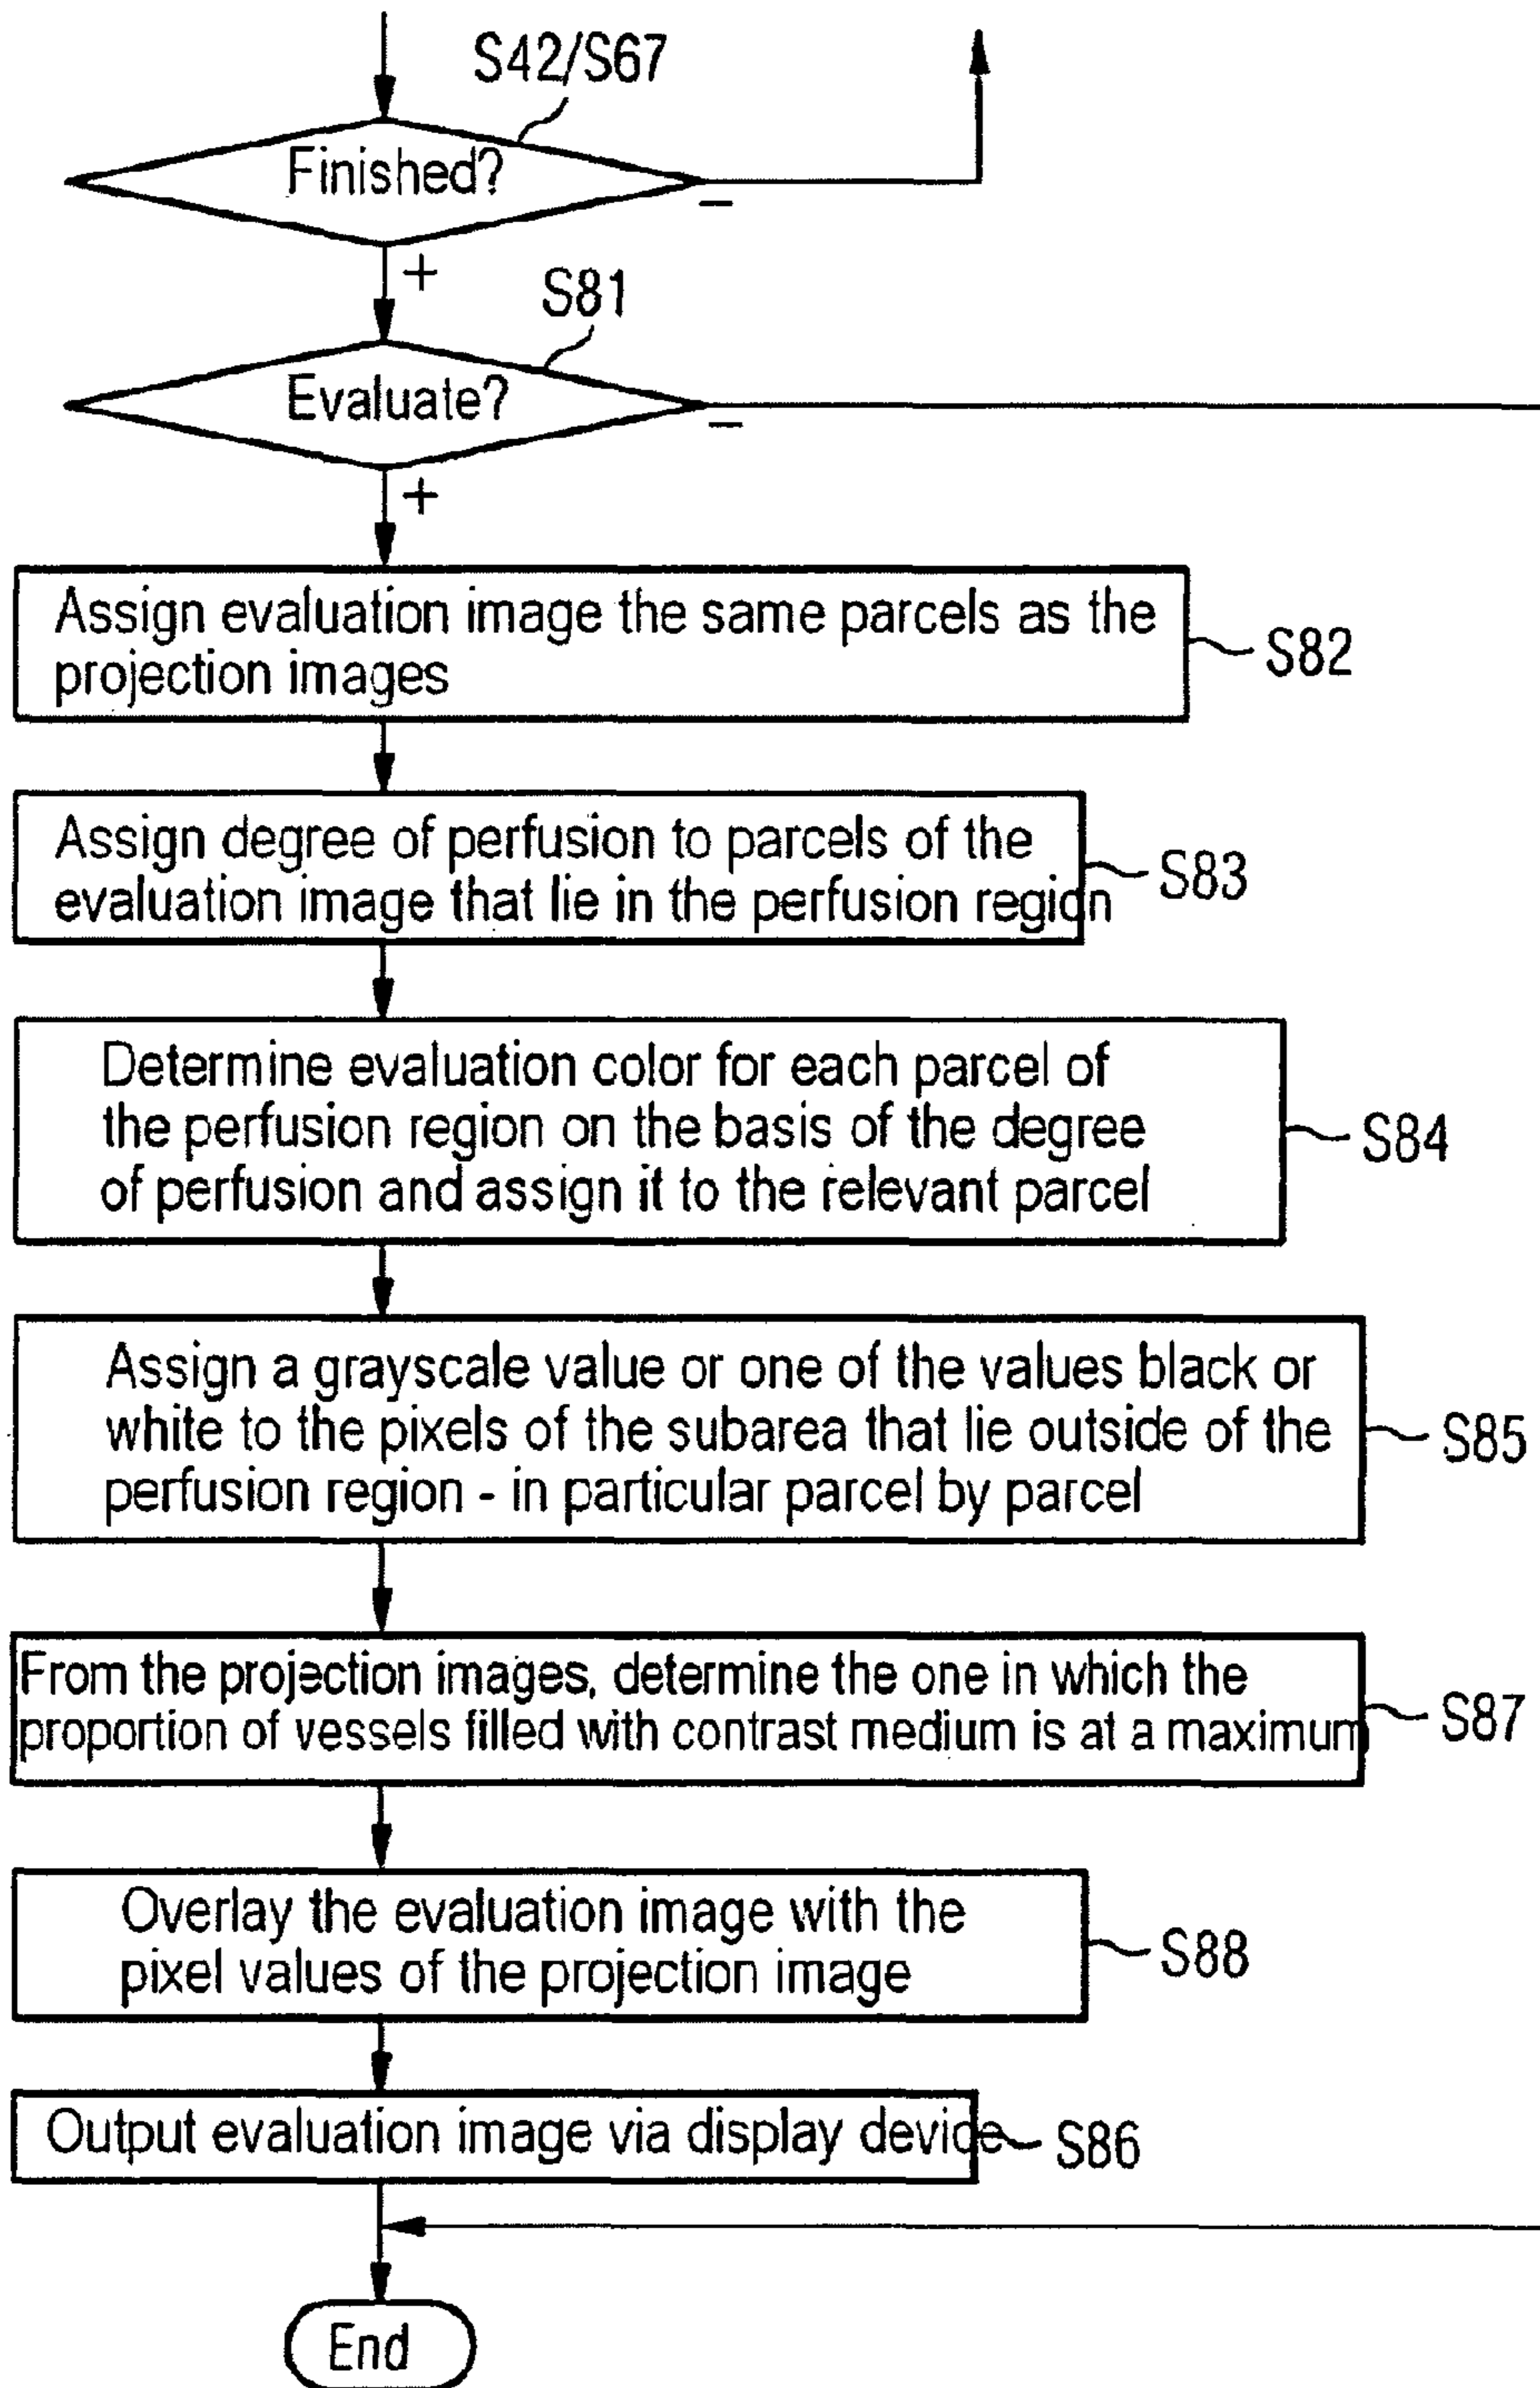 S42/S67
Finished?
−
+
S81
Evaluate?
−
+
Assign evaluation image the same parcels as the
projection images
S82
Assign degree of perfusion to parcels of the
evaluation image that lie in the perfusion region
S83
Determine evaluation color for each parcel of
the perfusion region on the basis of the degree
of perfusion and assign it to the relevant parcel
S84
Assign a grayscale value or one of the values black or
white to the pixels of the subarea that lie outside of the
perfusion region - in particular parcel by parcel
S85
From the projection images, determine the one in which the
proportion of vessels filled with contrast medium is at a maximum
S87
Overlay the evaluation image with the
pixel values of the projection image
S88
Output evaluation image via display device
S86
End